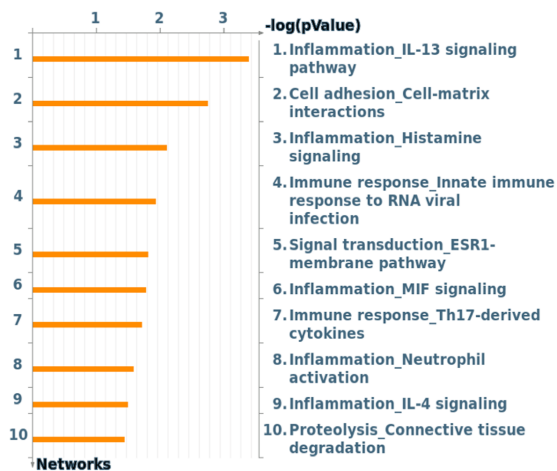 1 2 3
-log(pValue)
1
1.Inflammation_IL-13 signaling
pathway
2
2.Cell adhesion_Cell-matrix
interactions
3
3.Inflammation_Histamine
signaling
4
4.Immune response_Innate immune
response to RNA viral
infection
5
5.Signal transduction_ESR1-
membrane pathway
6
6.Inflammation_MIF signaling
7
7.Immune response_Th17-derived
cytokines
8
8.Inflammation_Neutrophil
activation
9
9.Inflammation_IL-4 signaling
10
10.Proteolysis_Connective tissue
degradation
Networks